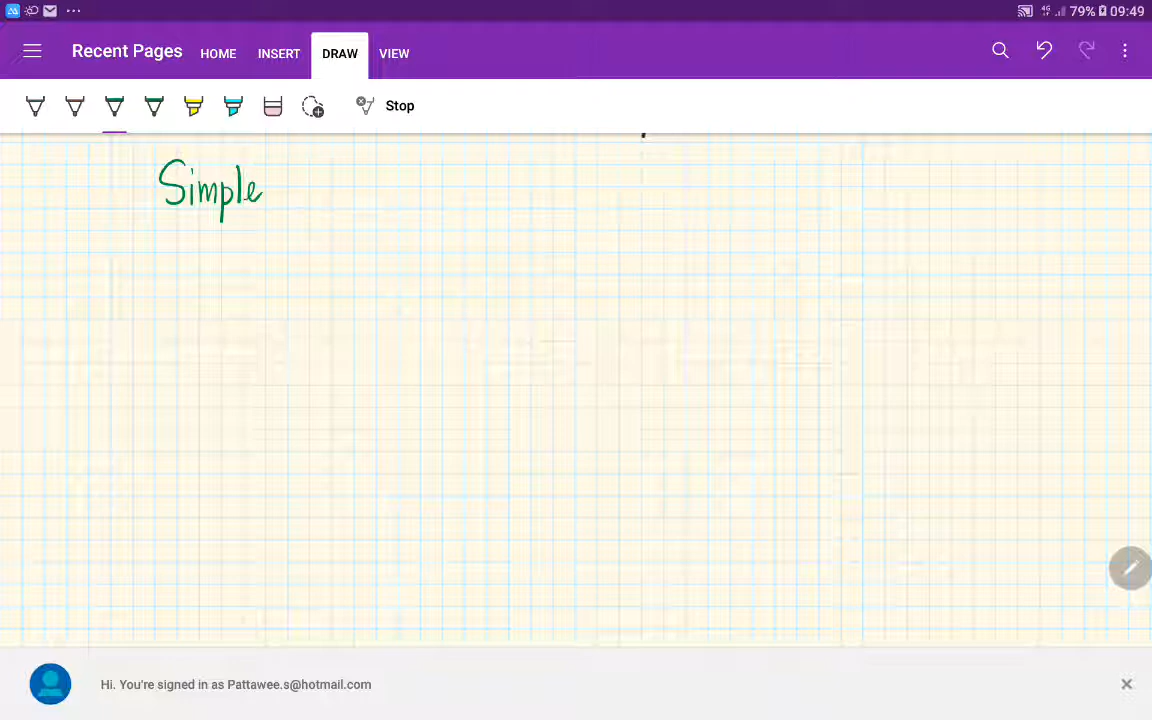 79% 09:49
Recent Pages HOME INSERT DRAW VIEW
Stop
Simple
Hi. You're signed in as Pattawee.s@hotmail.com